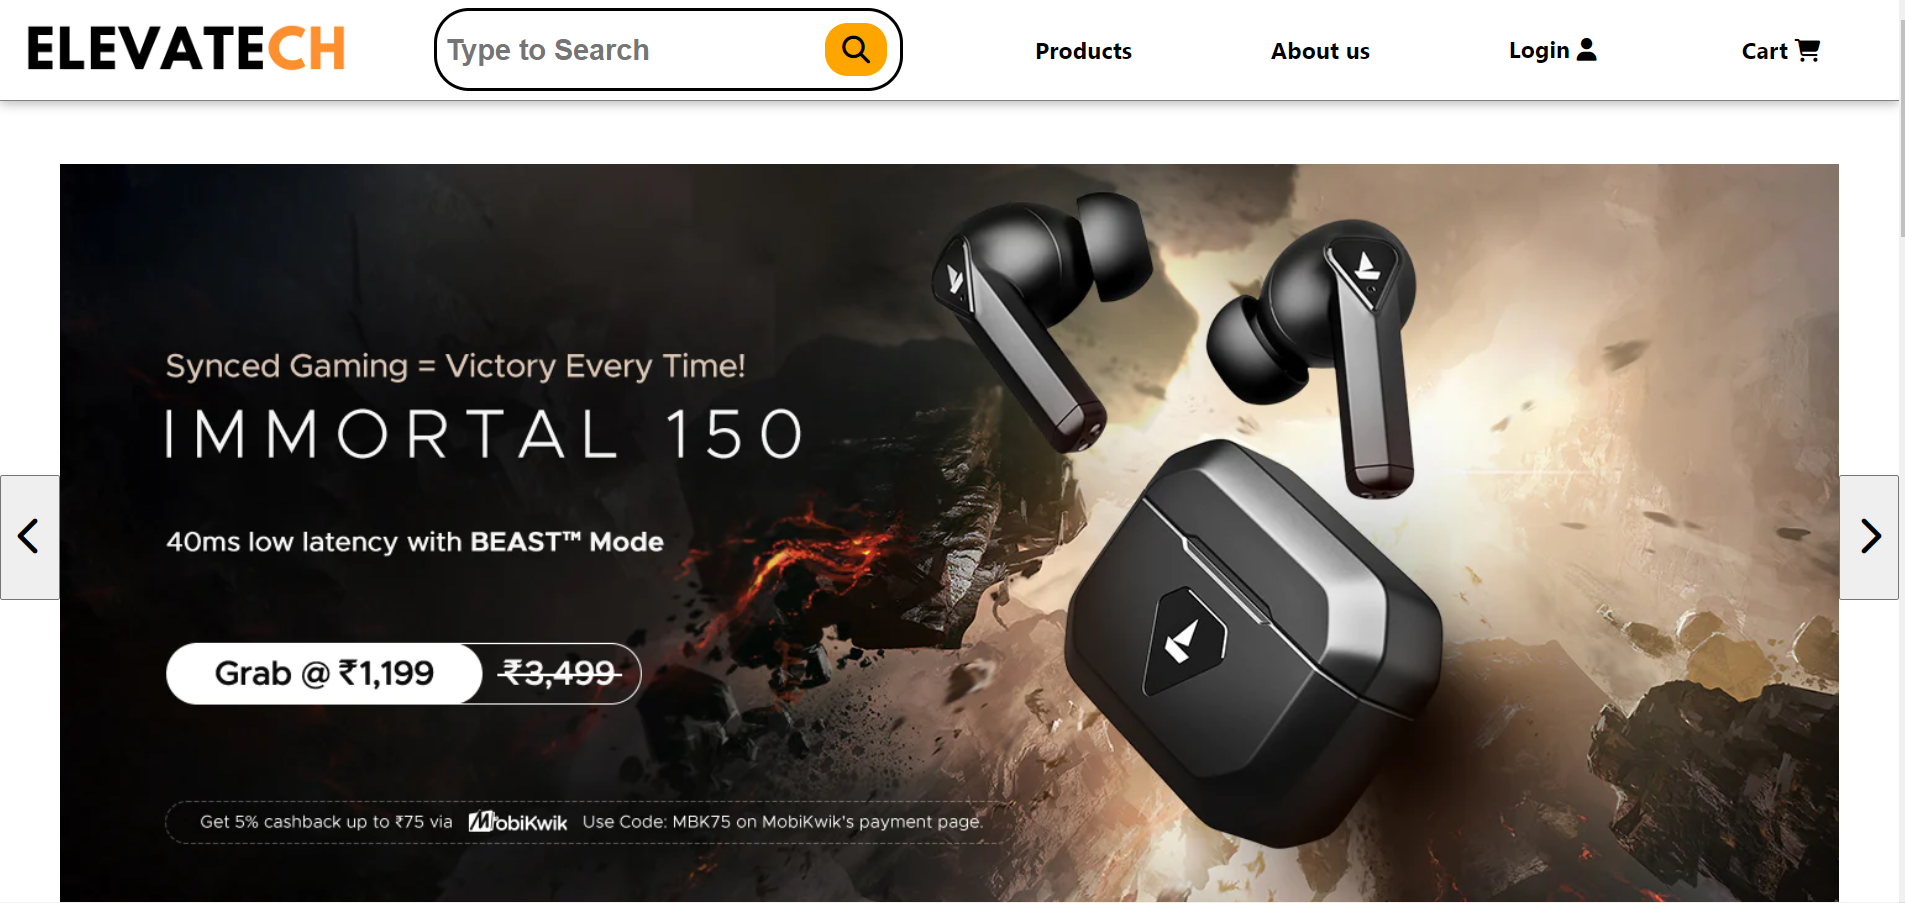 ELEVATECH
Type to Search
Products
About us
Login
Cart
Synced Gaming = Victory Every Time!
IMMORTAL 150
40ms low latency with BEAST™ Mode
Grab @ ₹1,199 ₹3,499
Get 5% cashback up to ₹75 via MobiKwik Use Code: MBK75 on MobiKwik's payment page.